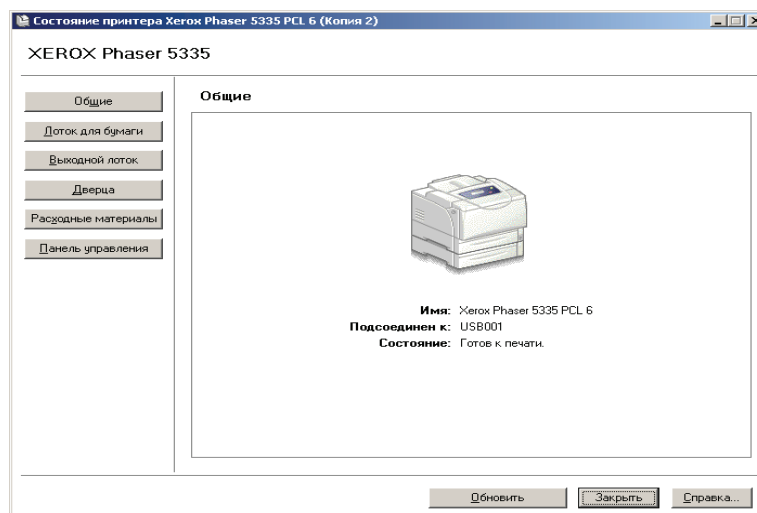 Состояние принтера Xerox Phaser 5335 PCL 6 (Копия 2)
XEROX Phaser 5335
Общие
Лоток для бумаги
Выходной лоток
Дверца
Расходные материалы
Панель управления
Общие
Имя: Xerox Phaser 5335 PCL 6
Подсоединен к: USB001
Состояние: Готов к печати.
Обновить Закрыть Справка...